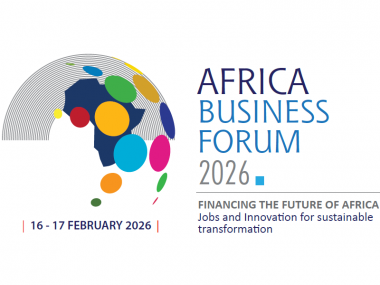 AFRICA
BUSINESS
FORUM
2026
FINANCING THE FUTURE OF AFRICA
Jobs and Innovation for sustainable
transformation
| 16 - 17 FEBRUARY 2026 |